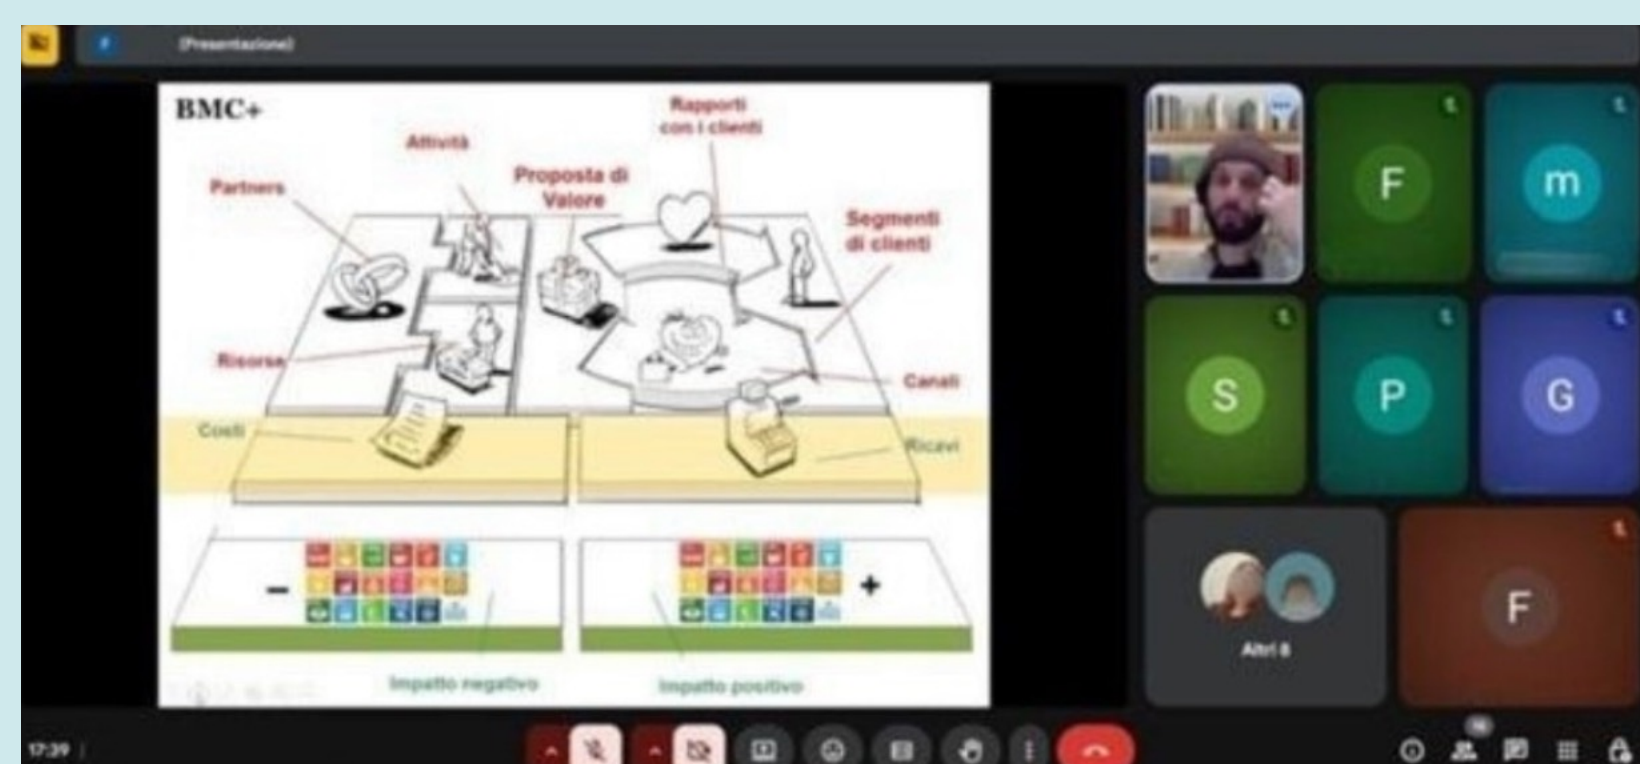 F (Presentazione)
BMC+
Rapporti
con i clienti
Attività
Proposta di
Valore
Partners
Segmenti
di clienti
Risorse
Canali
Costi
Ricavi
-
+
Impatto negativo
Impatto positivo
F
m
S
P
G
Altri 8
F
17:39